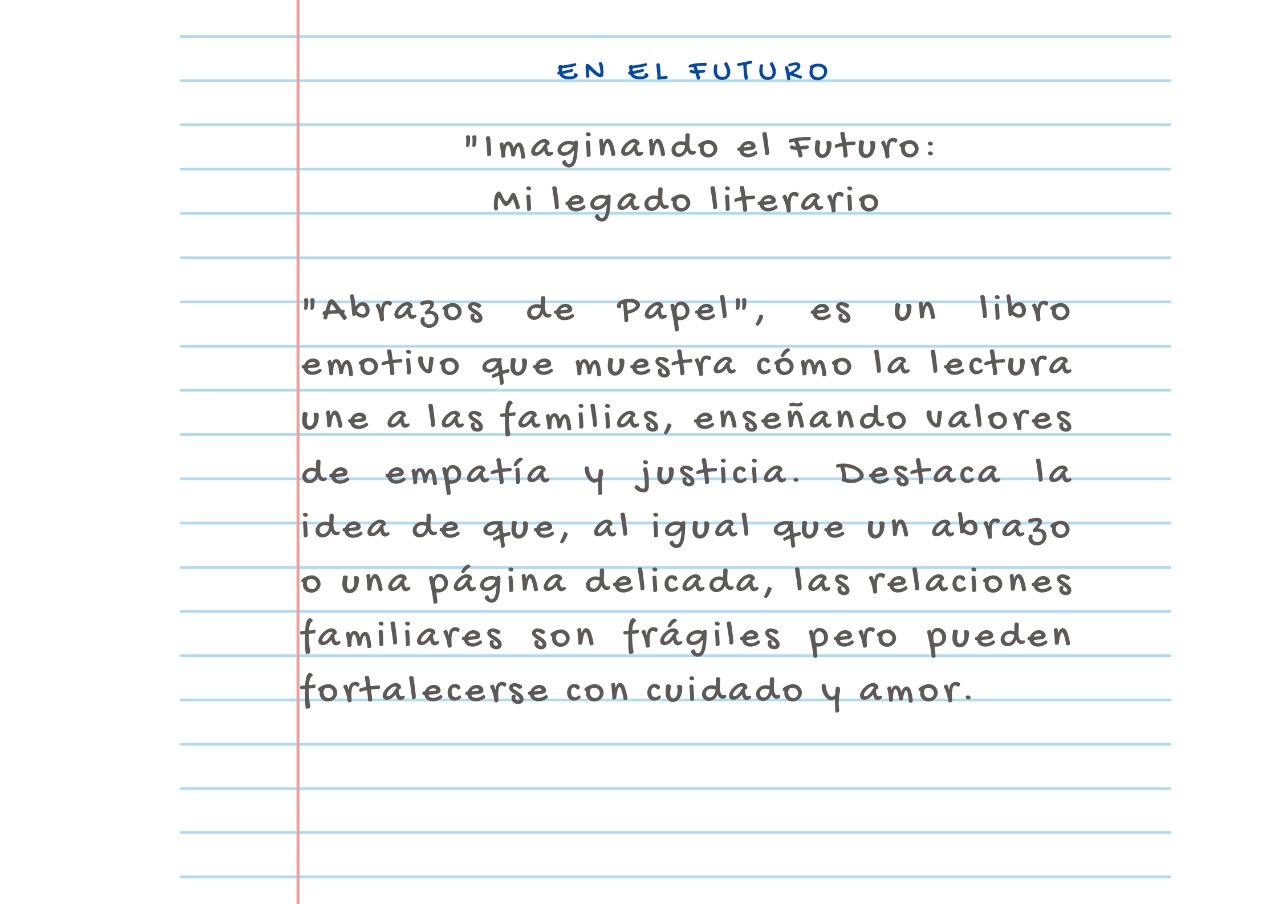 EN EL FUTURO
"Imaginando el Futuro:
Mi legado literario
"Abrazos de Papel", es un libro
emotivo que muestra cómo la lectura
une a las familias, enseñando valores
de empatía y justicia. Destaca la
idea de que, al igual que un abrazo
o una página delicada, las relaciones
familiares son frágiles pero pueden
fortalecerse con cuidado y amor.